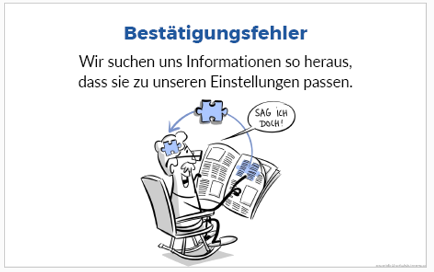 Bestätigungsfehler
Wir suchen uns Informationen so heraus,
dass sie zu unseren Einstellungen passen.
SAG ICH
DOCH!